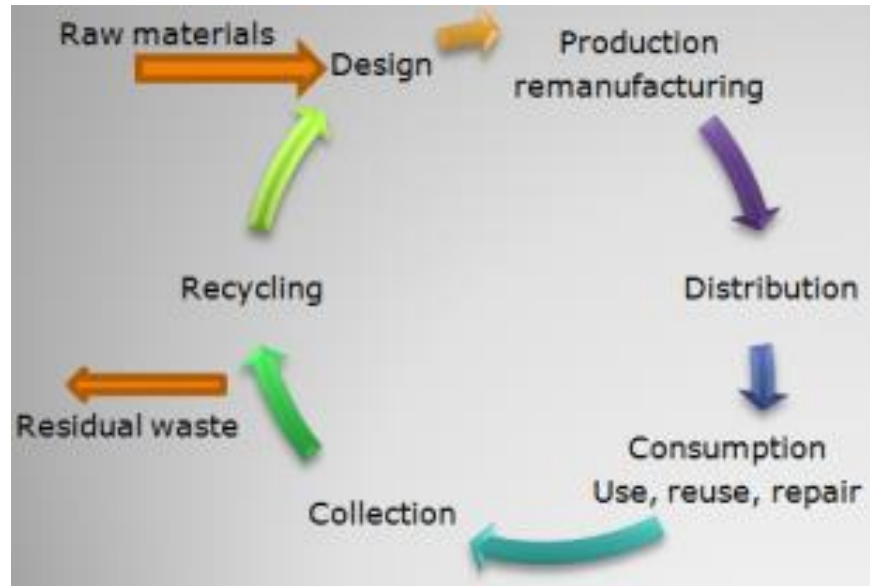 Raw materials
Design
Production
remanufacturing
Recycling
Distribution
Residual waste
Consumption
Use, reuse, repair
Collection